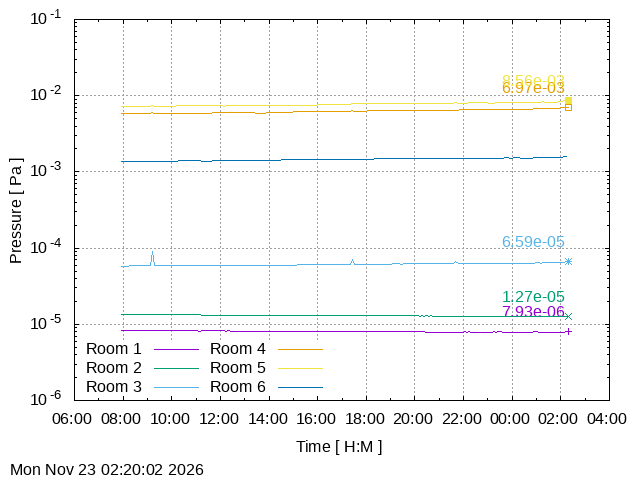 10^-1
10^-2
10^-3
10^-4
10^-5
10^-6
Pressure [ Pa ]
8.56e-03
6.97e-03
6.59e-05
1.27e-05
7.93e-06
Room 1 Room 4
Room 2 Room 5
Room 3 Room 6
06:00 08:00 10:00 12:00 14:00 16:00 18:00 20:00 22:00 00:00 02:00 04:00
Time [ H:M ]
Mon Nov 23 02:20:02 2026